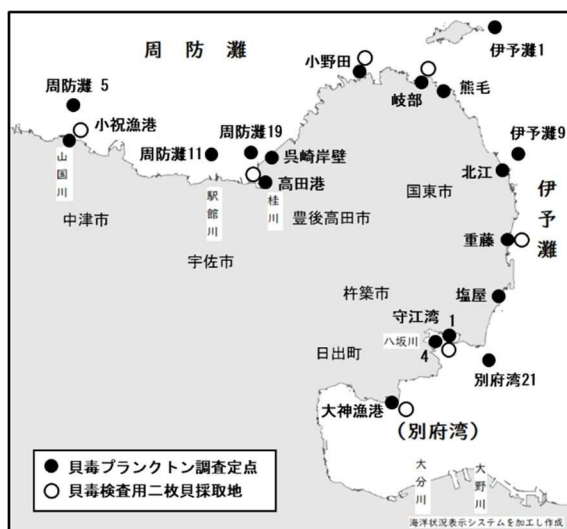 周防灘
伊予灘1
小野田
岐部
熊毛
周防灘 5
小祝漁港
周防灘11
周防灘19
呉崎岸壁
伊予灘9
高田港
北江
山国川
駅館川
桂川
国東市
伊予灘
中津市
豊後高田市
宇佐市
重藤
杵築市
塩屋
守江湾 1
八坂川 4
日出町
別府湾21
大神漁港
（別府湾）
●貝毒プランクトン調査定点
○貝毒検査用二枚貝採取地
大分川
大野川
海洋状況表示システムを加工し作成